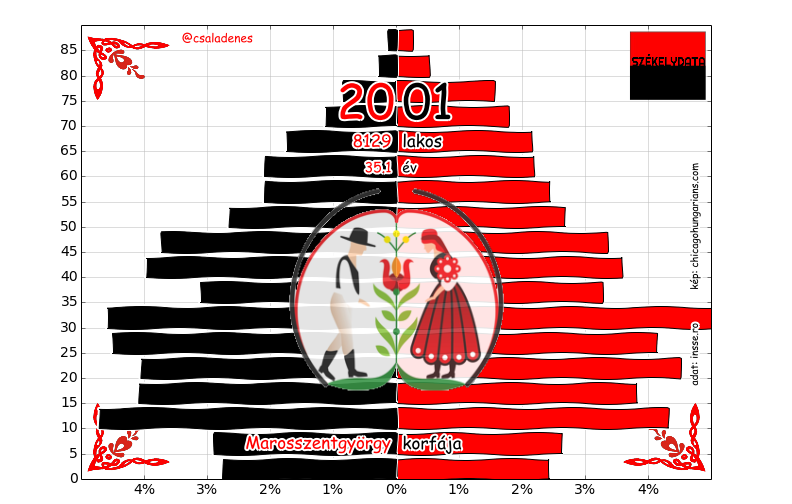 @csaladenes
SZÉKELYDATA
20 01
8129 lakos
35.1 év
kép: chicagohungarians.com
adat: insse.ro
Marosszentgyörgy korfája
85
80
75
70
65
60
55
50
45
40
35
30
25
20
15
10
5
0
4% 3% 2% 1% 0% 1% 2% 3% 4%